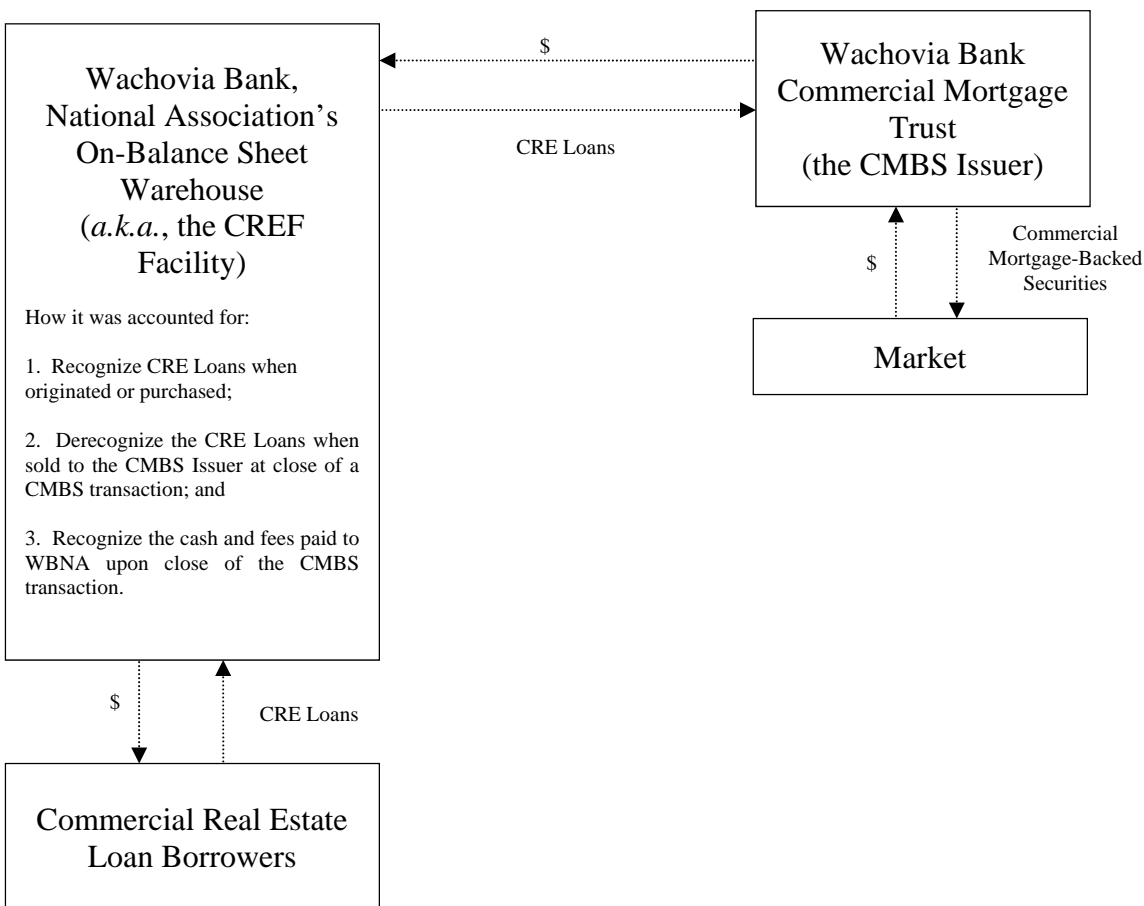 Wachovia Bank,
National Association's
On-Balance Sheet
Warehouse
(a.k.a., the CREF
Facility)
How it was accounted for:
1. Recognize CRE Loans when
originated or purchased;
2. Derecognize the CRE Loans when
sold to the CMBS Issuer at close of a
CMBS transaction; and
3. Recognize the cash and fees paid to
WBNA upon close of the CMBS
transaction.
$
CRE Loans
Wachovia Bank
Commercial Mortgage
Trust
(the CMBS Issuer)
$
Commercial
Mortgage-Backed
Securities
Market
$
CRE Loans
Commercial Real Estate
Loan Borrowers